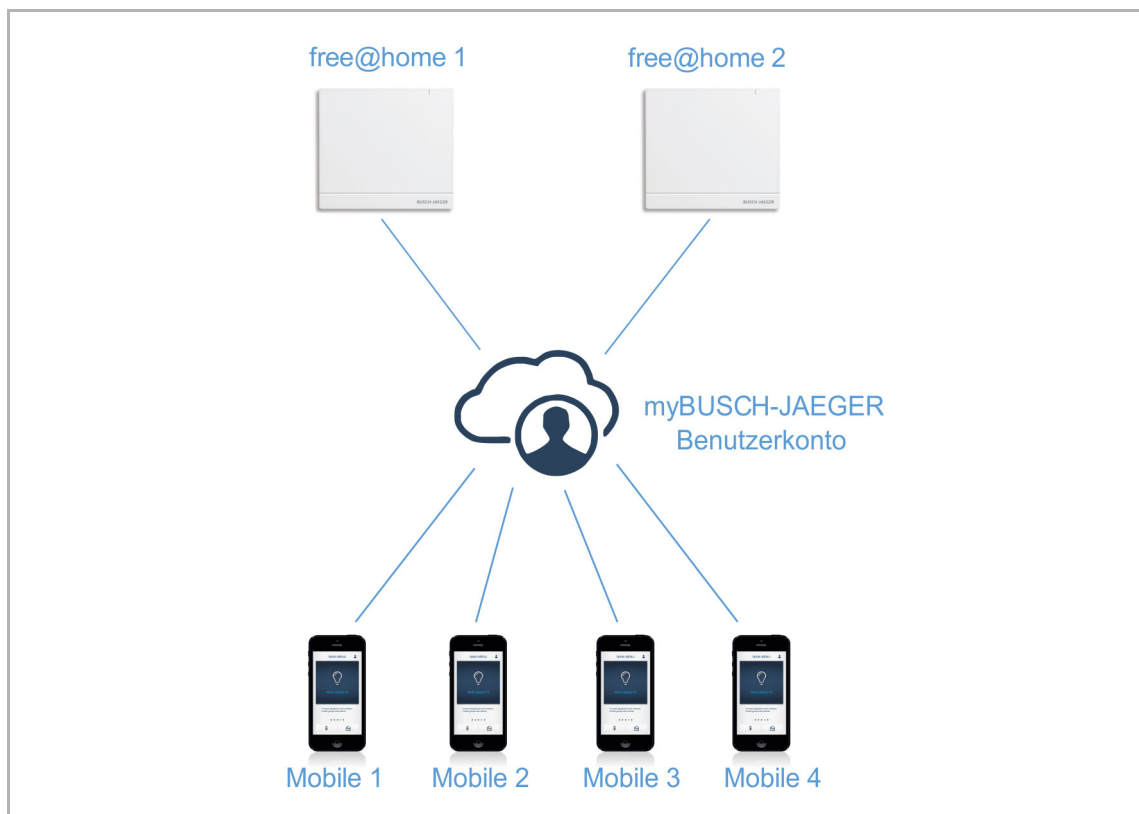 free@home 1
free@home 2
BUSCH-JAEGER
BUSCH-JAEGER
myBUSCH-JAEGER
Benutzerkonto
Mobile 1
Mobile 2
Mobile 3
Mobile 4